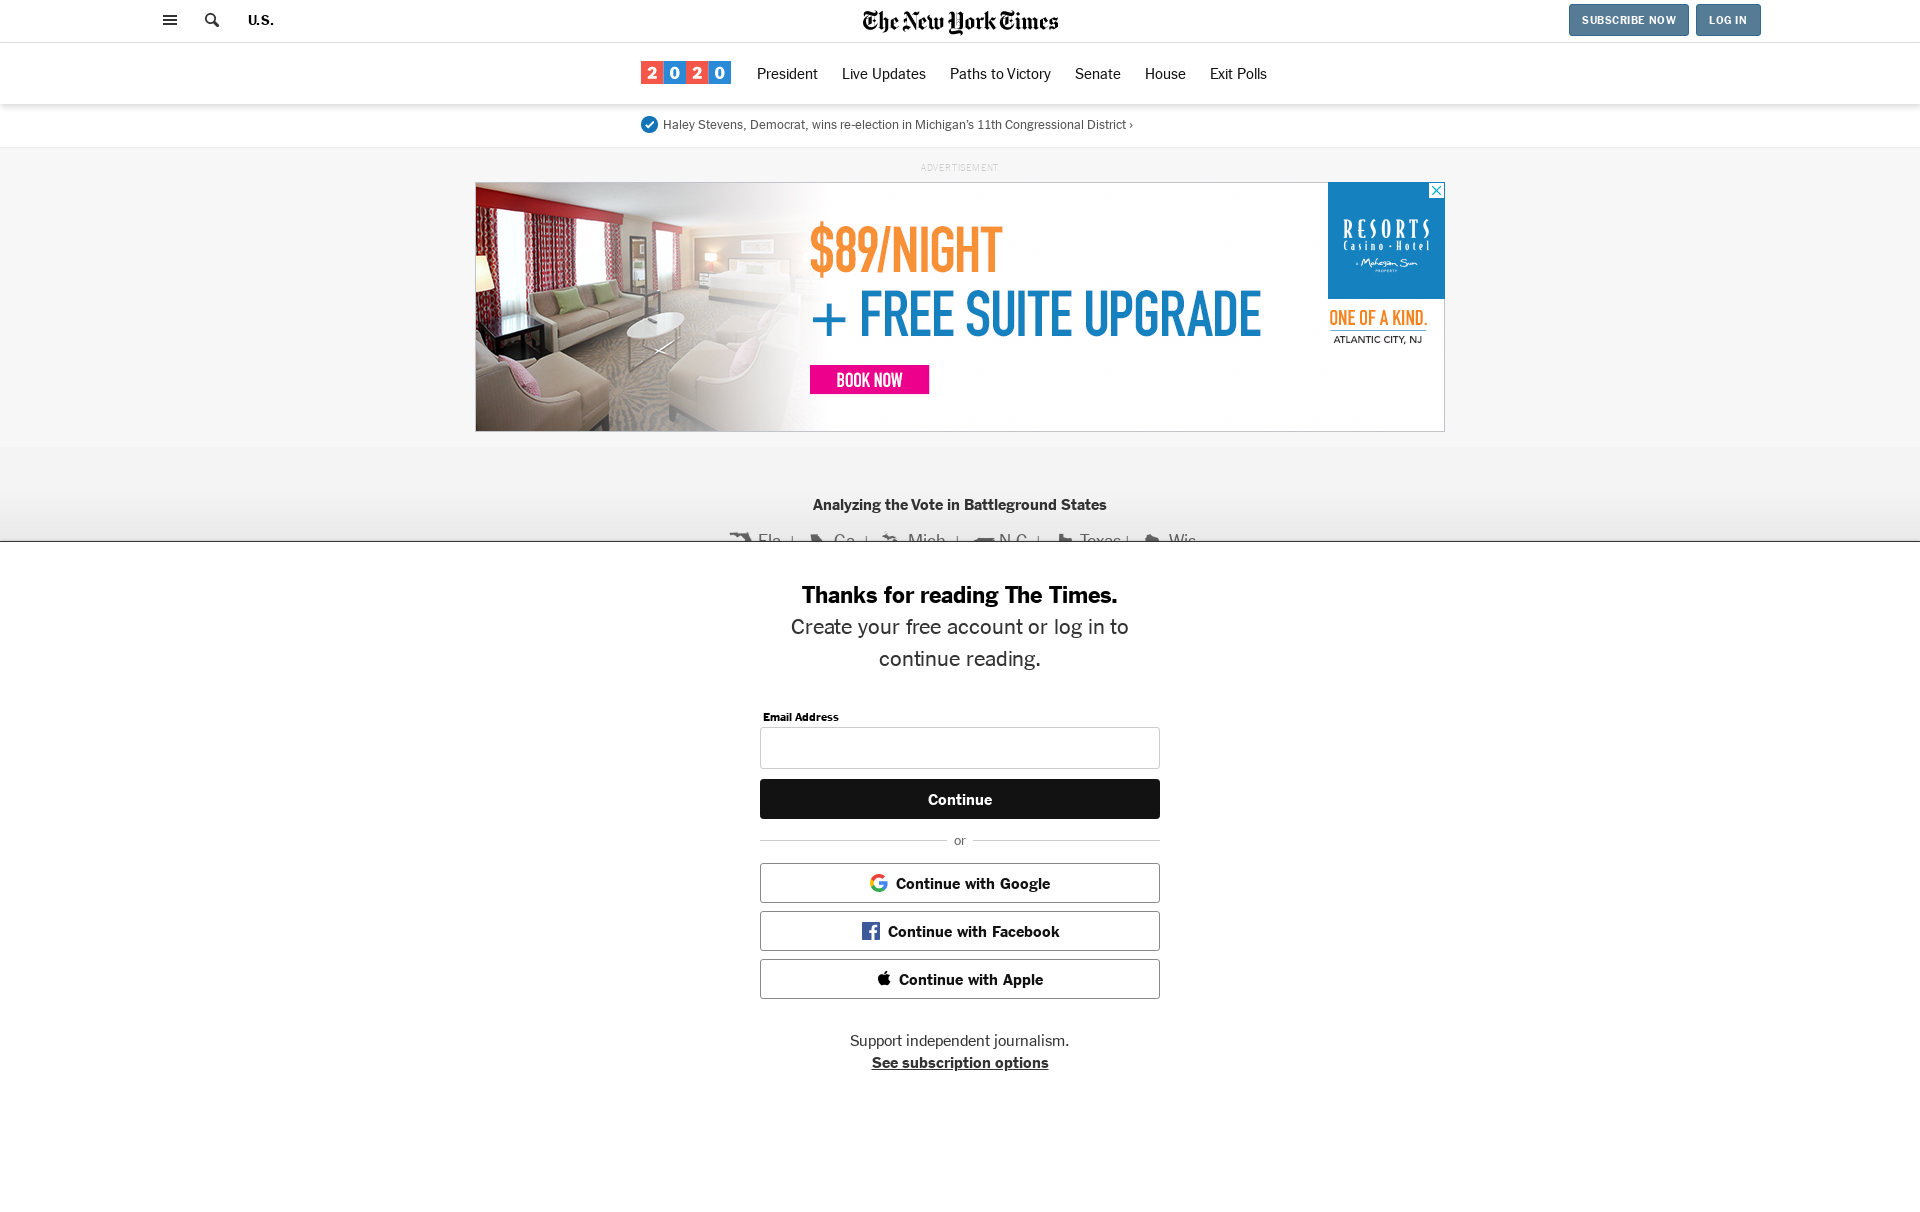 U.S.
The New York Times
SUBSCRIBE NOW
LOG IN
2020
President
Live Updates
Paths to Victory
Senate
House
Exit Polls
Haley Stevens, Democrat, wins re-election in Michigan's 11th Congressional District ›
ADVERTISEMENT
$89/NIGHT
+ FREE SUITE UPGRADE
BOOK NOW
RESORTS
Casino • Hotel
a Mohegan Sun
PROPERTY
ONE OF A KIND.
ATLANTIC CITY, NJ
Analyzing the Vote in Battleground States
Fla. | Ga. | Mich. | N.C. | Texas | Wis.
Thanks for reading The Times.
Create your free account or log in to
continue reading.
Email Address
Continue
or
Continue with Google
Continue with Facebook
Continue with Apple
Support independent journalism.
See subscription options